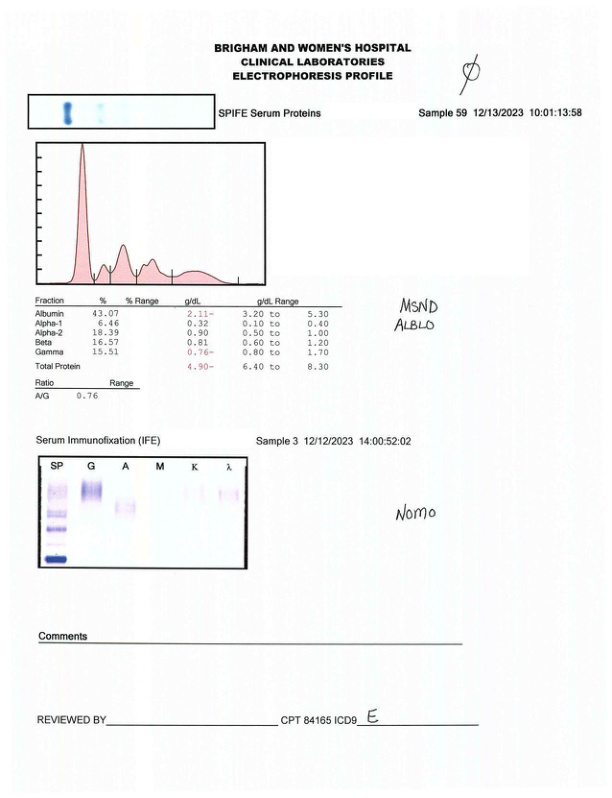 BRIGHAM AND WOMEN'S HOSPITAL
CLINICAL LABORATORIES
ELECTROPHORESIS PROFILE
SPIFE Serum Proteins Sample 59 12/13/2023 10:01:13:58
Fraction % % Range g/dL g/dL Range
Albumin 43.07 2.11- 3.20 to 5.30
Alpha-1 6.46 0.32 0.10 to 0.40
Alpha-2 18.39 0.90 0.50 to 1.00
Beta 16.57 0.81 0.60 to 1.20
Gamma 15.51 0.76- 0.80 to 1.70
Total Protein 4.90- 6.40 to 8.30
MSND
ALBLO
Ratio Range
A/G 0.76
Serum Immunofixation (IFE) Sample 3 12/12/2023 14:00:52:02
SP G A M K λ
NOMO
Comments
REVIEWED BY CPT 84165 ICD9 E